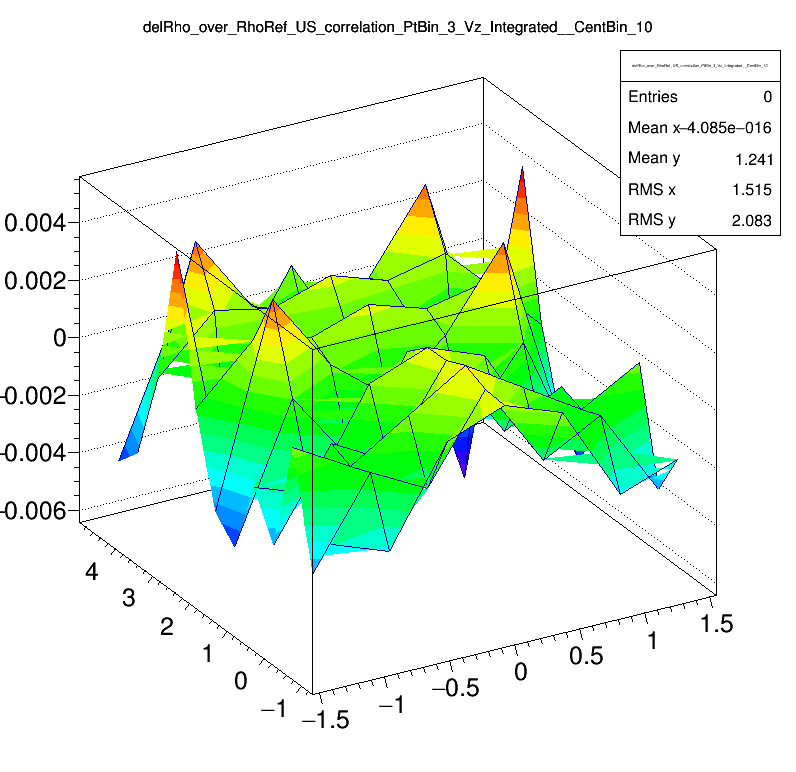 delRho_over_RhoRef_US_correlation_PtBin_3_Vz_Integrated__CentBin_10
delRho_over_RhoRef_US_correlation_PtBin_3_Vz_Integrated__CentBin_10
Entries 0
Mean x−4.085e−016
Mean y 1.241
RMS x 1.515
RMS y 2.083
0.004
0.002
0
−0.002
−0.004
−0.006
4
3
2
1
0
−1
−1.5
−1
−0.5
0
0.5
1
1.5